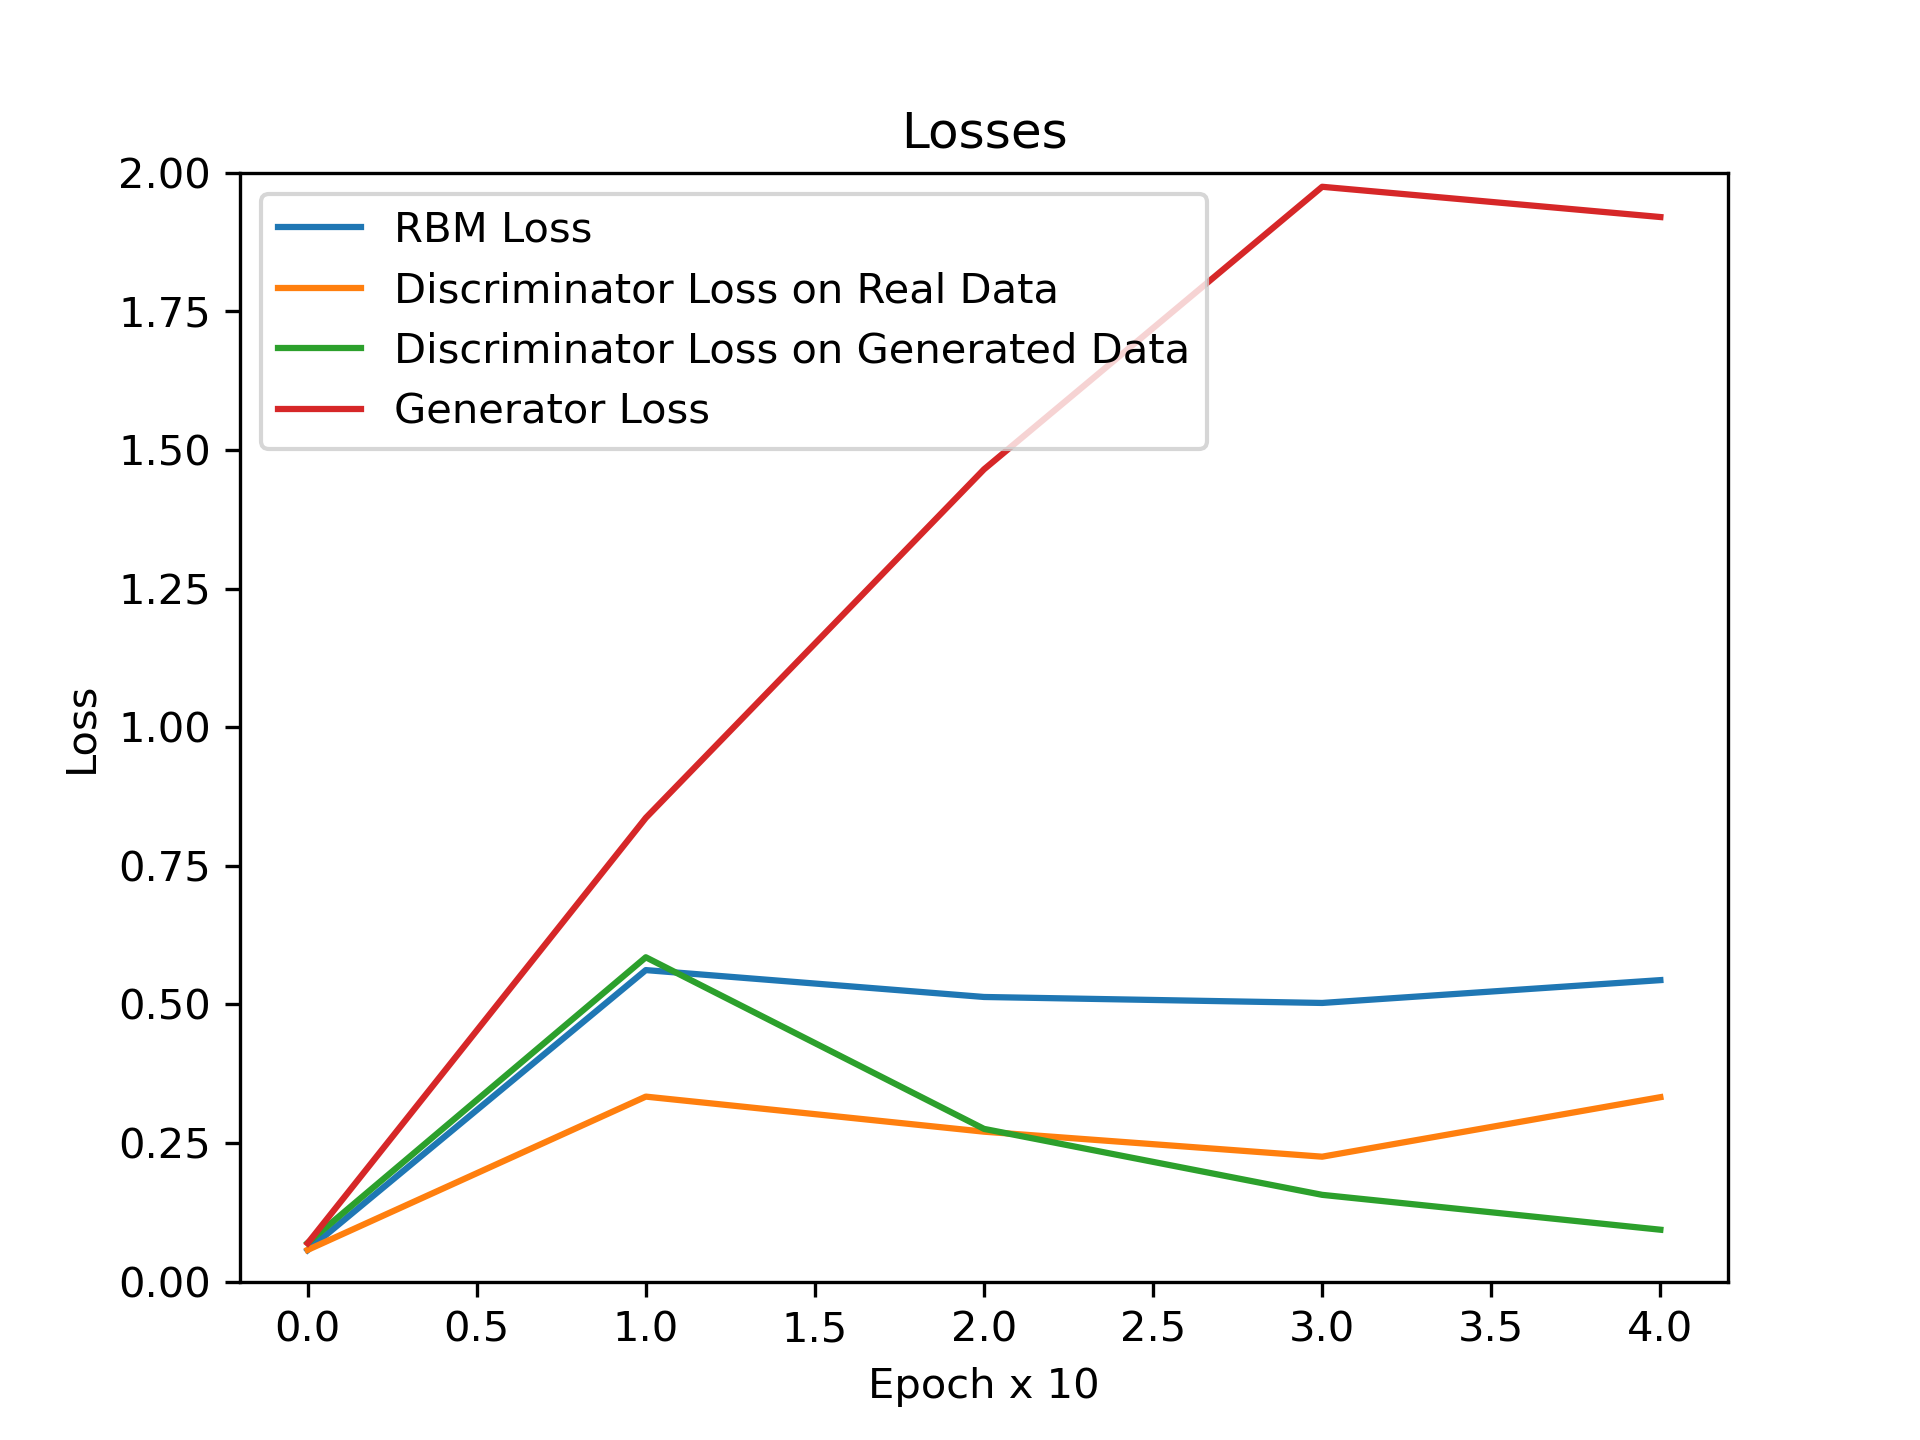 Losses
2.00
1.75
1.50
1.25
1.00
0.75
0.50
0.25
0.00
Loss
RBM Loss
Discriminator Loss on Real Data
Discriminator Loss on Generated Data
Generator Loss
0.0 0.5 1.0 1.5 2.0 2.5 3.0 3.5 4.0
Epoch x 10